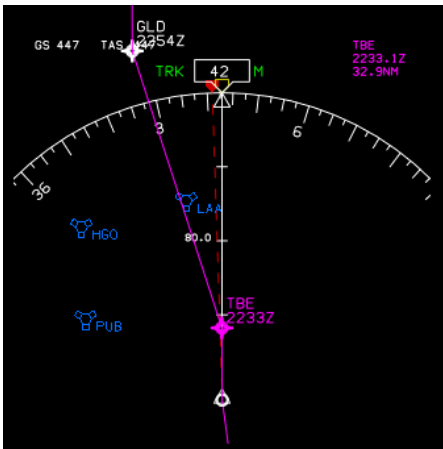 GLD
2254Z
GS 447 TAS 447
TBE
2233.1Z
32.9NM
TRK 42 M
3
6
36
LAA
HGO
80.0
TBE
2233Z
PUB